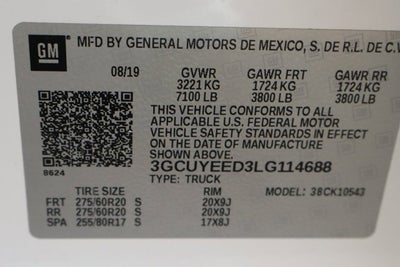 GM MFD BY GENERAL MOTORS DE MEXICO, S. DE R.L. DE C.V
08/19 GVWR GAWR FRT GAWR RR
3221 KG 1724 KG 1724 KG
7100 LB 3800 LB 3800 LB
THIS VEHICLE CONFORMS TO ALL
APPLICABLE U.S. FEDERAL MOTOR
VEHICLE SAFETY STANDARDS IN EFFECT
ON THE DATE OF MANUFACTURE
SHOWN ABOVE.
3GCUYEED3LG114688
8624 TYPE: TRUCK
TIRE SIZE RIM MODEL: 38CK10543
FRT 275/60R20 S 20X9J
RR 275/60R20 S 20X9J
SPA 255/80R17 S 17X8J